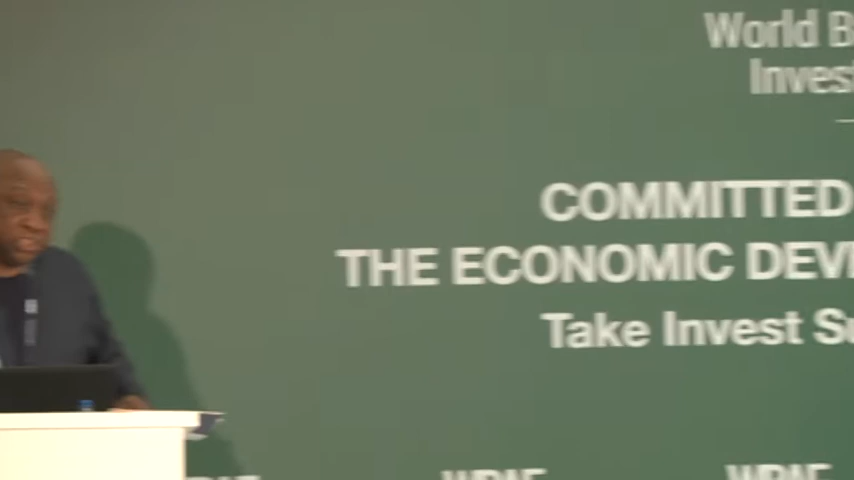 World B
Invest
COMMITTED
THE ECONOMIC DEV
Take Invest S